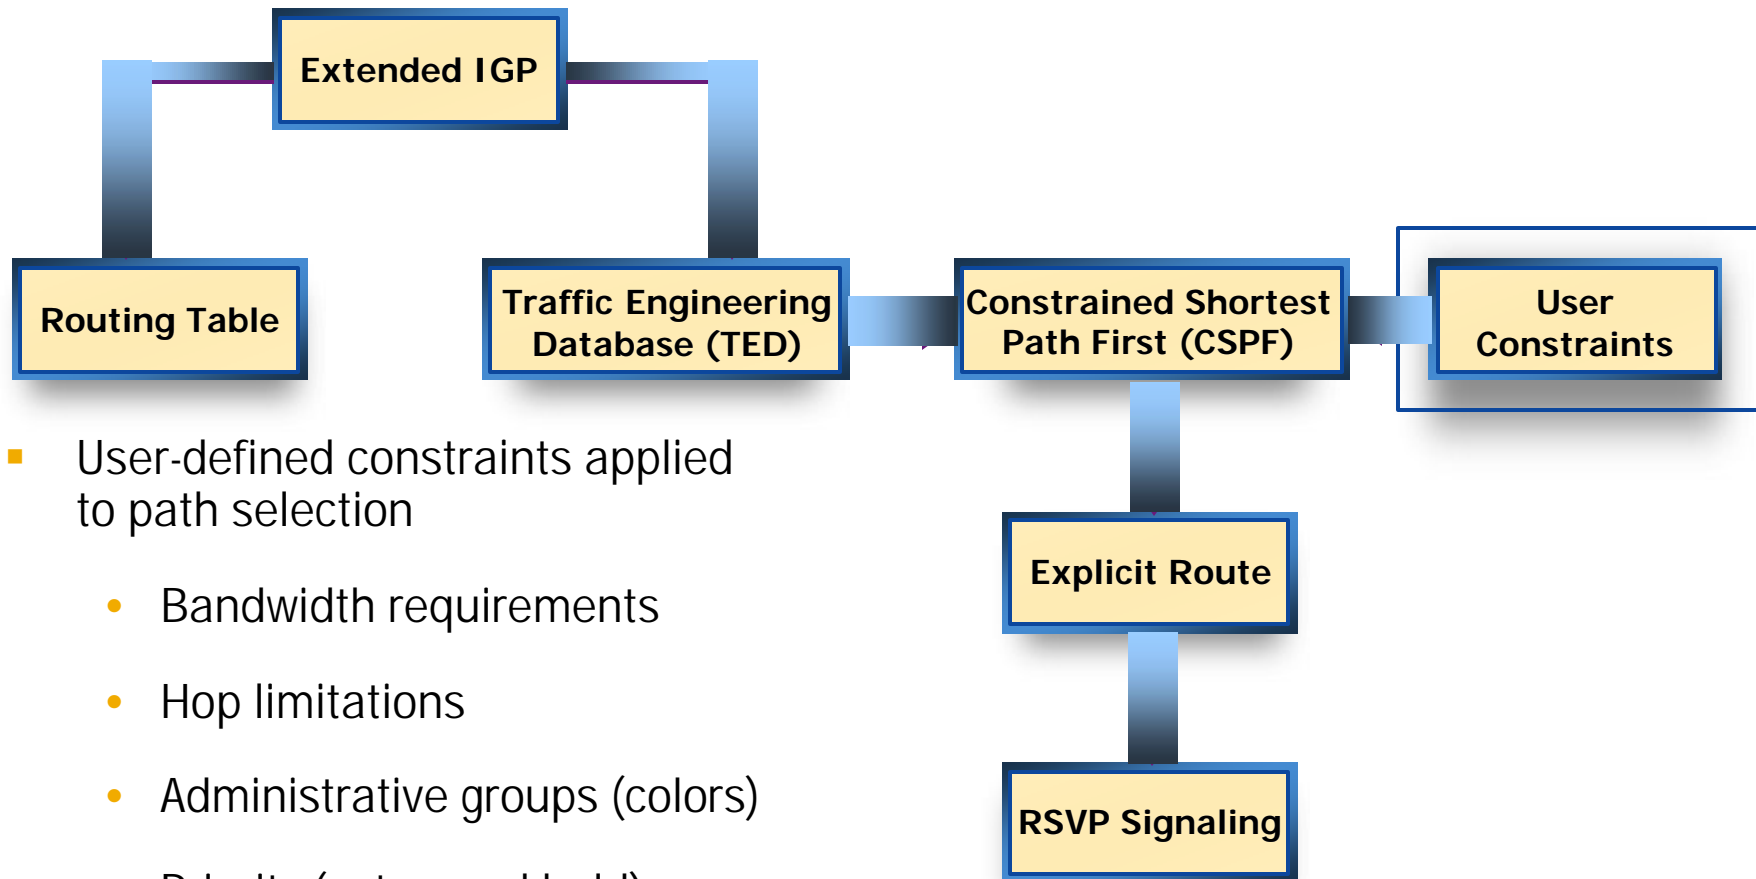 Extended IGP
Routing Table
Traffic Engineering
Database (TED)
Constrained Shortest
Path First (CSPF)
User
Constraints
Explicit Route
RSVP Signaling
User-defined constraints applied
to path selection
Bandwidth requirements
Hop limitations
Administrative groups (colors)